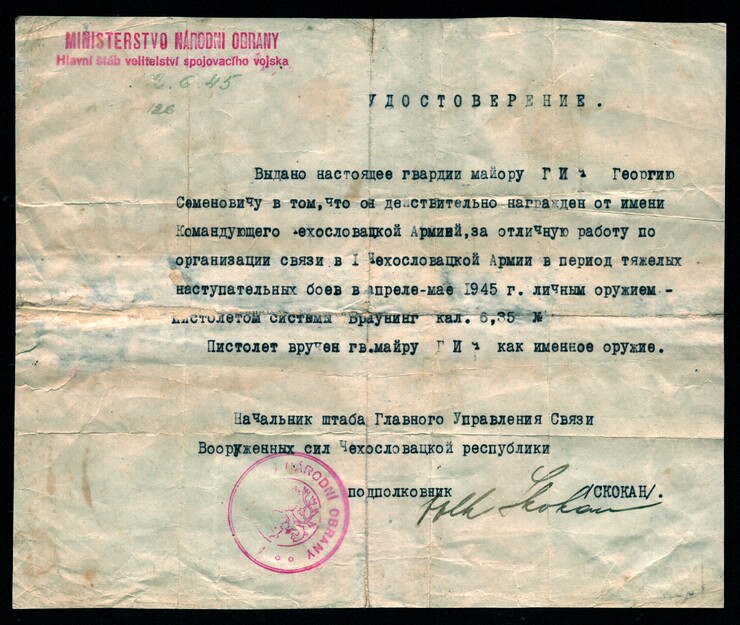 MINISTERSTVO NÁRODNÍ OBRANY
Hlavní štáb velitelství spojovacího vojska
2.6.45
126
УДОСТОВЕРЕНИЕ.
Выдано настоящее гвардии майору Георгию
Семеновичу в том,что он действительно награжден от имени
Командующего Чехословацкой Армией,за отличную работу по
организации связи в I Чехословацкой Армии в период тяжелых
наступательных боев в апреле-мае 1945 г. личным оружием -
пистолетом системы Браунинг кал. 6,35 №
Пистолет вручен гв.майру как именное оружие.
Начальник штаба Главного Управления Связи
Вооруженных сил Чехословацкой республики
подполковник /СКОКАН/.
Skokan
NÁRODNÍ OBRANY